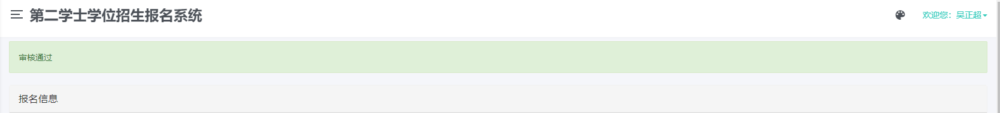 第二学士学位招生报名系统
欢迎您：吴正超
审核通过
报名信息